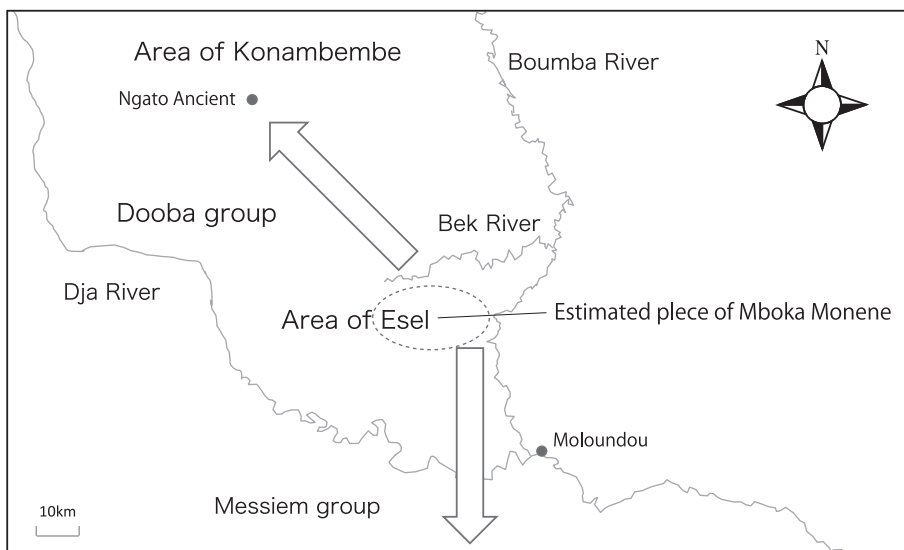 Area of Konambembe
Boumba River
N
Ngato Ancient
Dooba group
Bek River
Dja River
Area of Esel
Estimated plece of Mboka Monene
Moloundou
Messiem group
10km